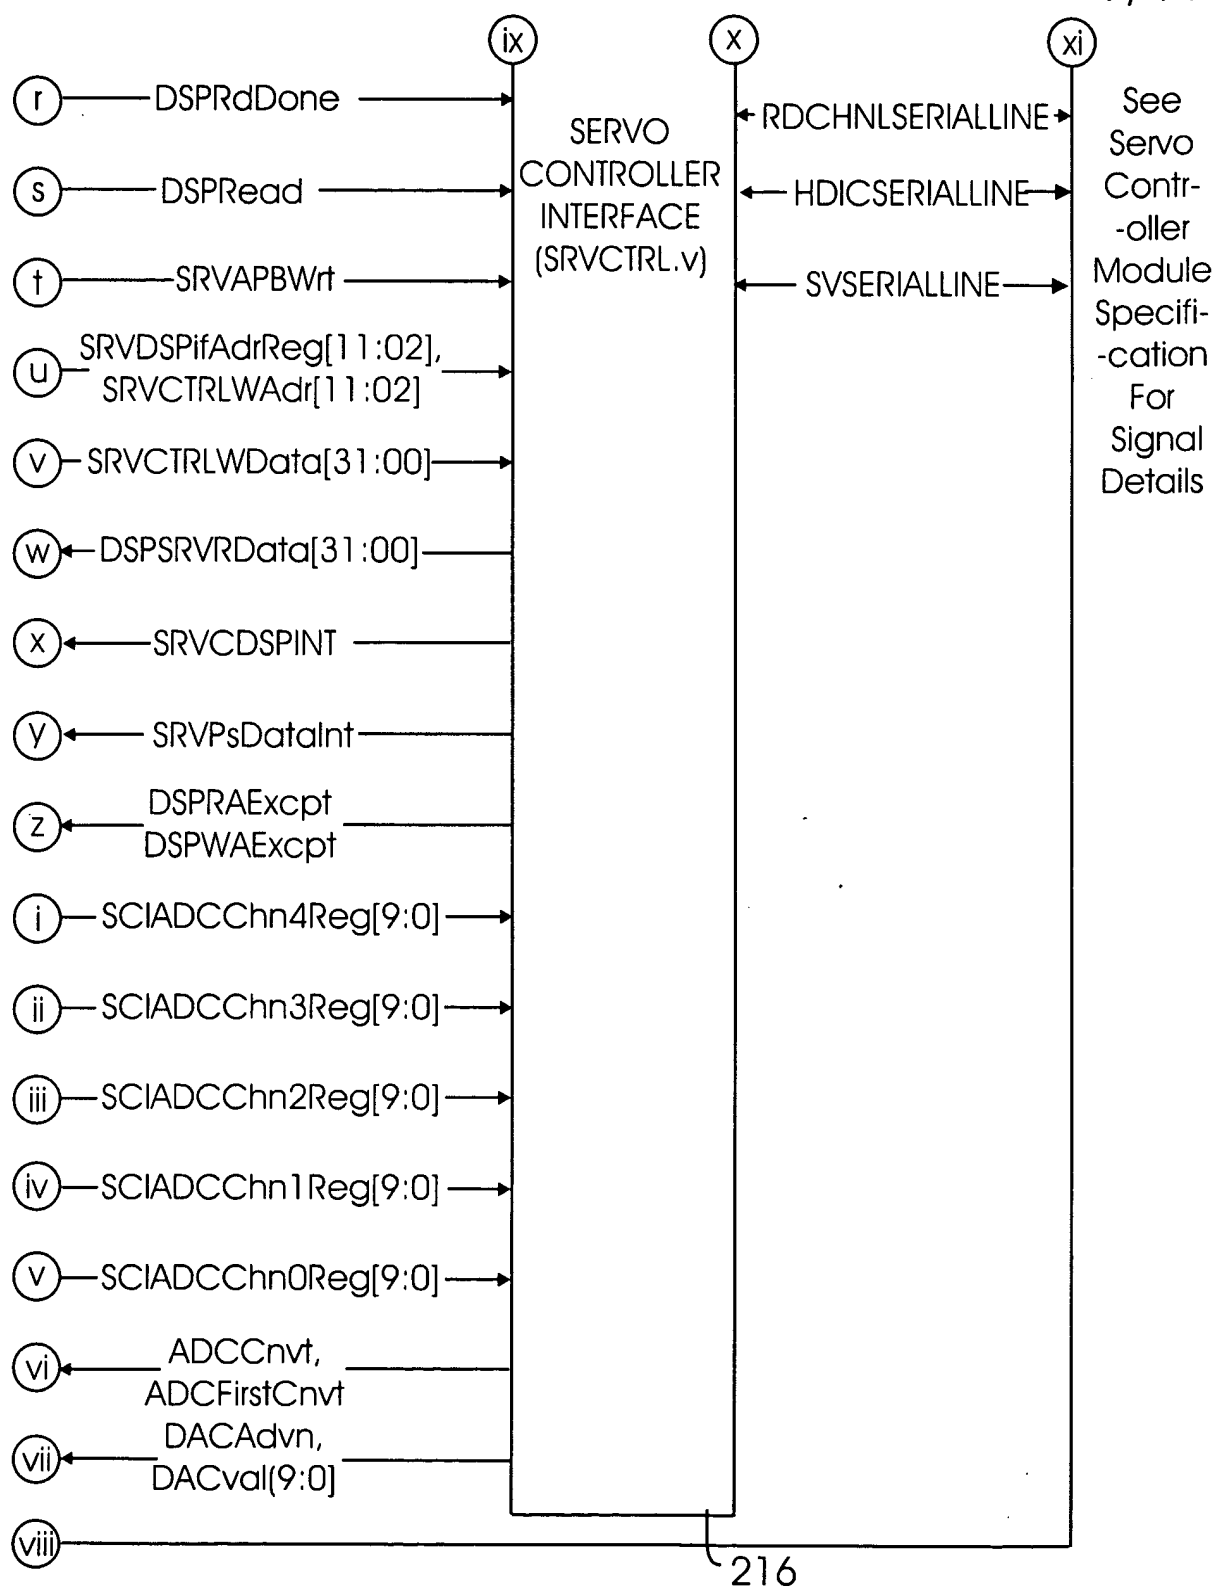 ix
x
xi
r
DSPRdDone
s
DSPRead
t
SRVAPBWrt
u
SRVDSPifAdrReg[11:02],
SRVCTRLWAdr[11:02]
v
SRVCTRLWData[31:00]
w
DSPSRVRData[31:00]
x
SRVCDSPINT
y
SRVPsDataInt
z
DSPRAExcpt
DSPWAExcpt
i
SCIADCChn4Reg[9:0]
ii
SCIADCChn3Reg[9:0]
iii
SCIADCChn2Reg[9:0]
iv
SCIADCChn1Reg[9:0]
v
SCIADCChn0Reg[9:0]
vi
ADCCnvt,
ADCFirstCnvt
vii
DACAdvn,
DACval(9:0]
viii
SERVO
CONTROLLER
INTERFACE
(SRVCTRL.v)
RDCHNLSERIALLINE
HDICSERIALLINE
SVSERIALLINE
See
Servo
Contr-
-oller
Module
Specifi-
-cation
For
Signal
Details
216